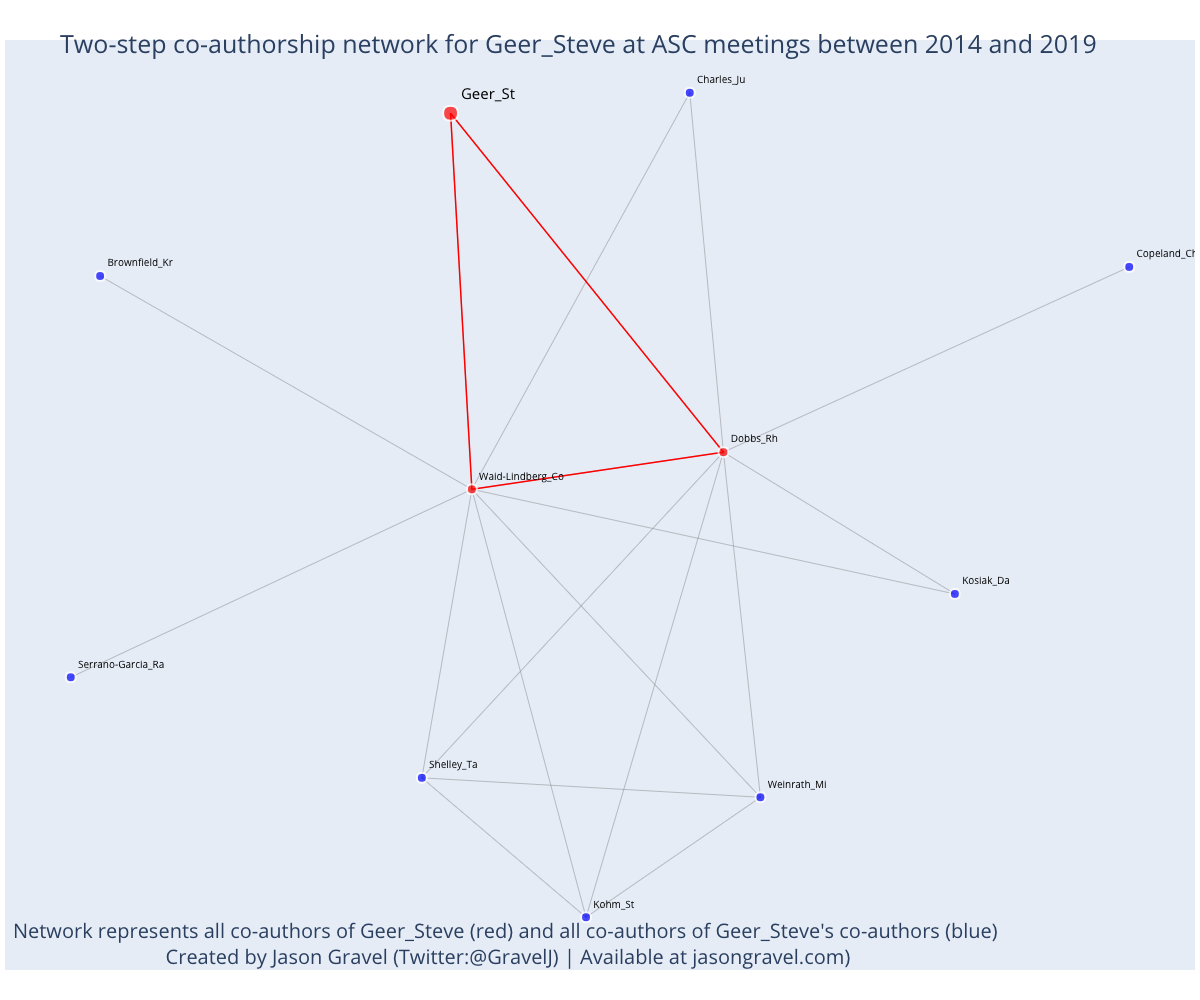 Two-step co-authorship network for Geer_Steve at ASC meetings between 2014 and 2019
Charles_Ju
Geer_St
Brownfield_Kr
Copeland_Ch
Dobbs_Rh
Waid-Lindberg_Co
Kosiak_Da
Serrano-Garcia_Ra
Shelley_Ta
Weinrath_Mi
Kohm_St
Network represents all co-authors of Geer_Steve (red) and all co-authors of Geer_Steve's co-authors (blue)
Created by Jason Gravel (Twitter:@GravelJ) | Available at jasongravel.com)